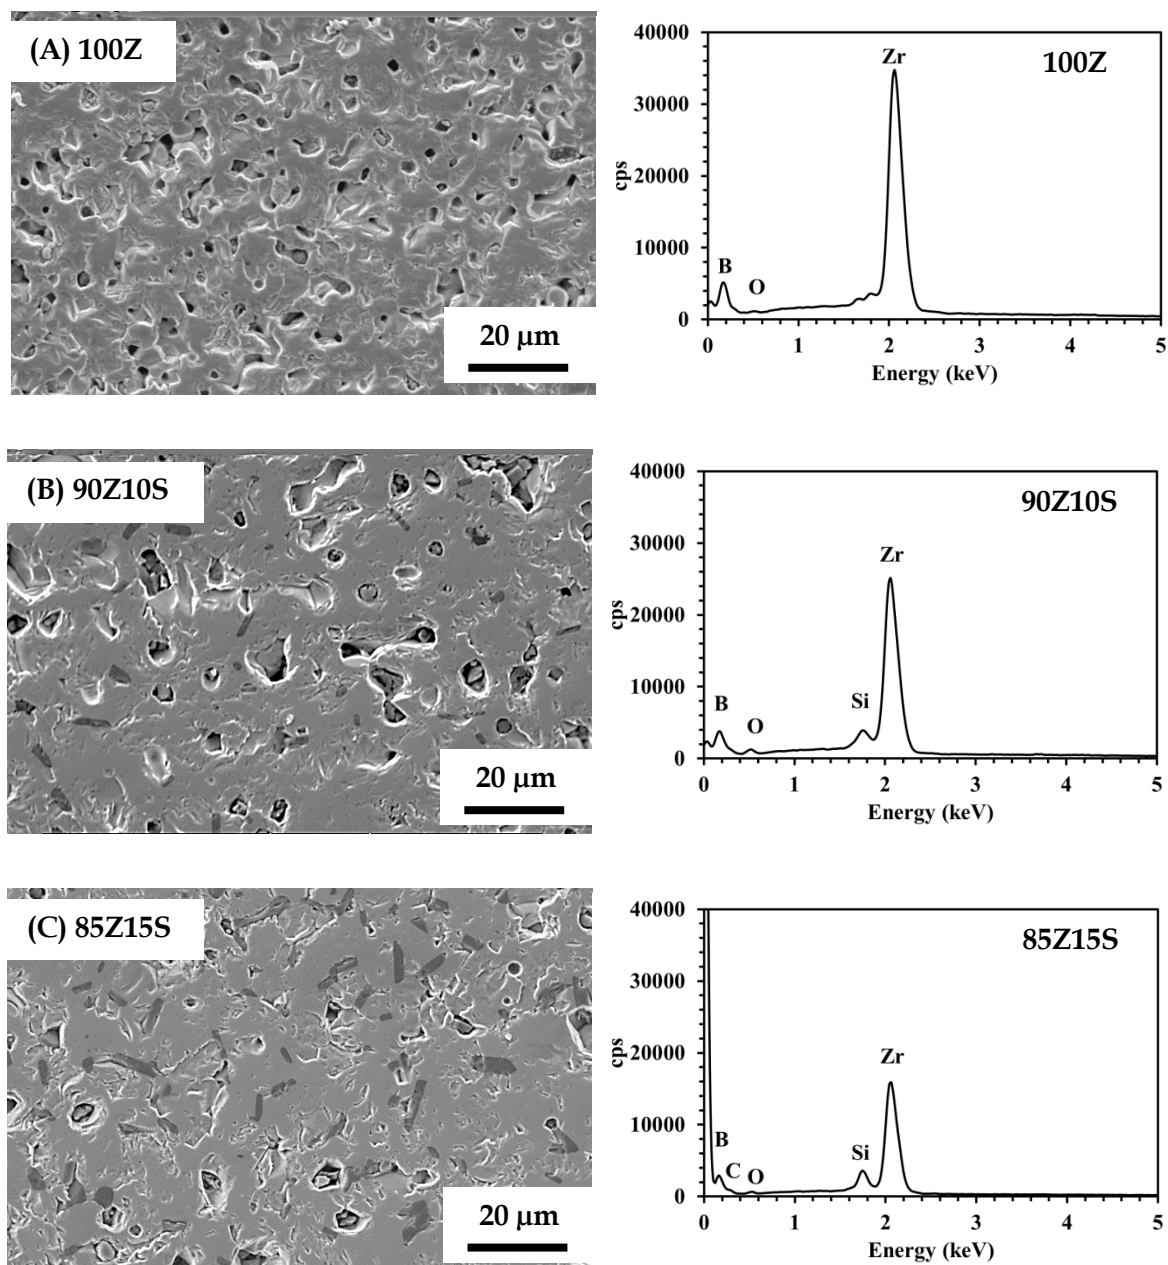 (A) 100Z
20 µm
100Z
40000
30000
20000
10000
0
cps
Zr
B
O
0 1 2 3 4 5
Energy (keV)
(B) 90Z10S
20 µm
90Z10S
40000
30000
20000
10000
0
cps
Zr
Si
B
O
0 1 2 3 4 5
Energy (keV)
(C) 85Z15S
20 µm
85Z15S
40000
30000
20000
10000
0
cps
Zr
Si
B
C
O
0 1 2 3 4 5
Energy (keV)